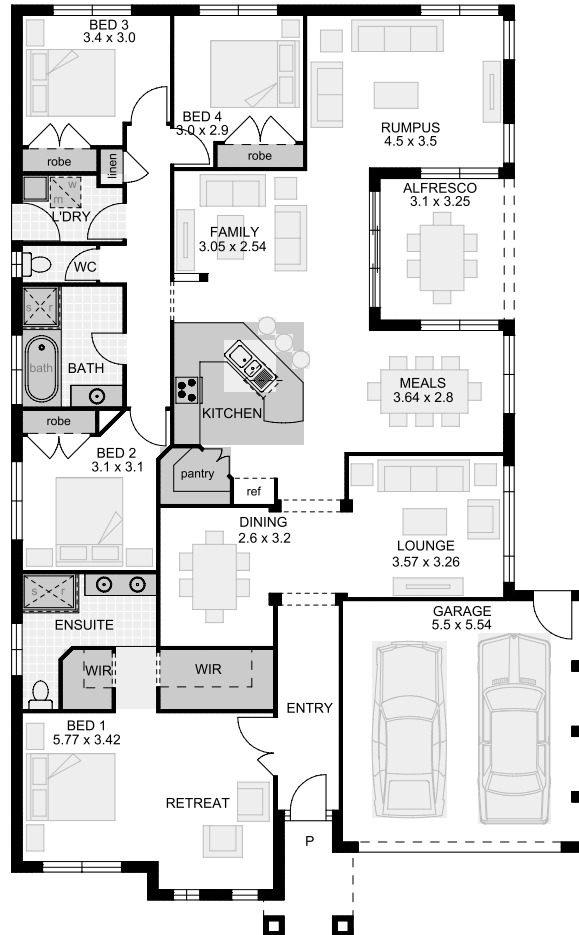 BED 3
3.4 x 3.0
BED 4
3.0 x 2.9
RUMPUS
4.5 x 3.5
robe
linen
robe
w
m
L'DRY
ALFRESCO
3.1 x 3.25
FAMILY
3.05 x 2.54
WC
s r
bath
BATH
KITCHEN
MEALS
3.64 x 2.8
robe
BED 2
3.1 x 3.1
pantry
ref
DINING
2.6 x 3.2
LOUNGE
3.57 x 3.26
s r
ENSUITE
GARAGE
5.5 x 5.54
WIR
WIR
ENTRY
BED 1
5.77 x 3.42
RETREAT
P